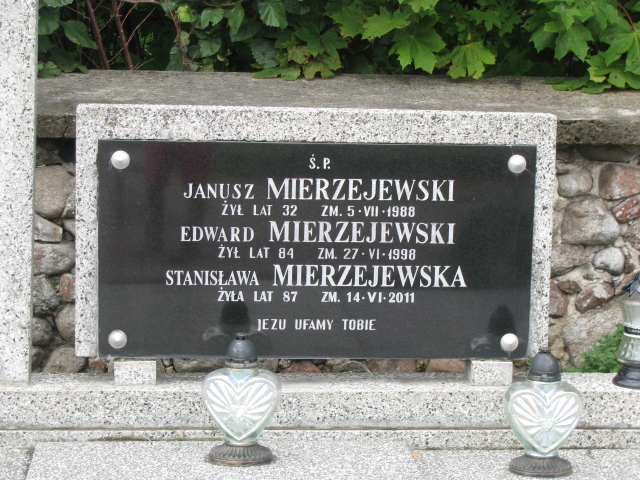 Ś.P.
JANUSZ MIERZEJEWSKI
ŻYŁ LAT 32 ZM. 5·VII·1988
EDWARD MIERZEJEWSKI
ŻYŁ LAT 84 ZM. 27·VI·1998
STANISŁAWA MIERZEJEWSKA
ŻYŁA LAT 87 ZM. 14·VI·2011
JEZU UFAMY TOBIE